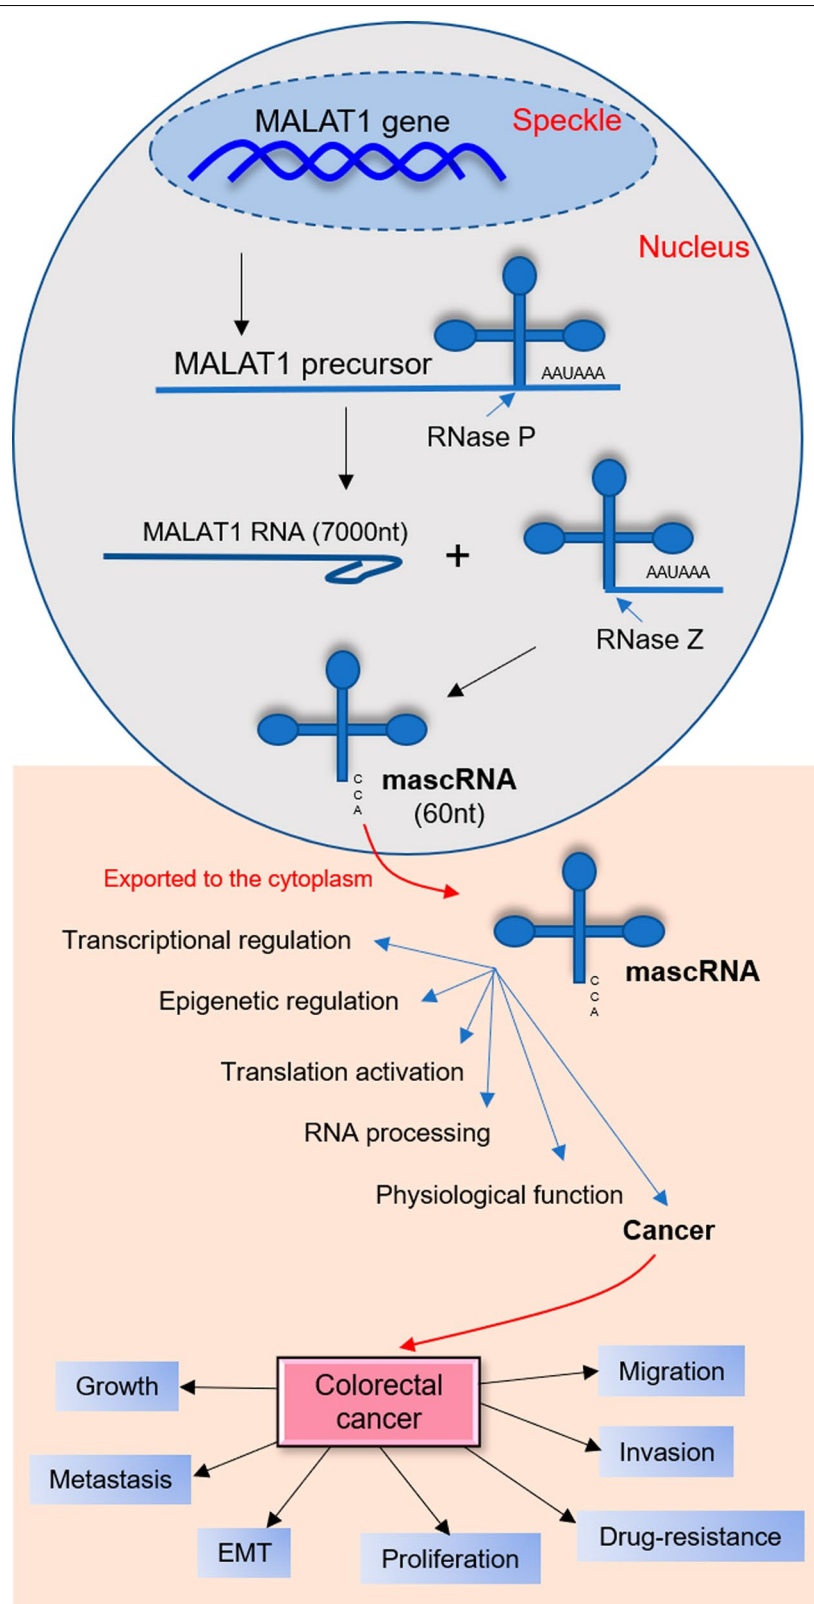 MALAT1 gene
Speckle
Nucleus
MALAT1 precursor
AAUAAA
RNase P
MALAT1 RNA (7000nt)
+
AAUAAA
RNase Z
C
C
A
mascRNA
(60nt)
Exported to the cytoplasm
mascRNA
C
C
A
Transcriptional regulation
Epigenetic regulation
Translation activation
RNA processing
Physiological function
Cancer
Colorectal
cancer
Growth
Metastasis
EMT
Proliferation
Drug-resistance
Invasion
Migration